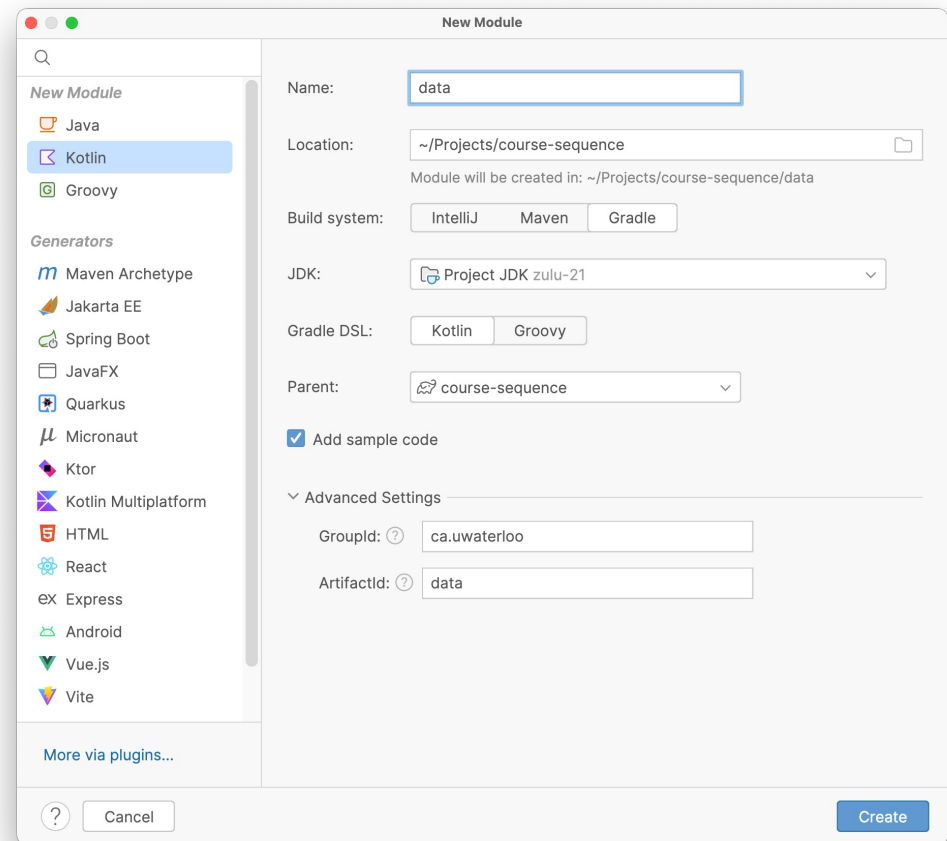 New Module
New Module
Java
Kotlin
G Groovy
Generators
m Maven Archetype
Jakarta EE
Spring Boot
JavaFX
Quarkus
μ Micronaut
Ktor
Kotlin Multiplatform
5 HTML
React
ex Express
Android
Vue.js
Vite
More via plugins...
Name: data
Location: ~/Projects/course-sequence
Module will be created in: ~/Projects/course-sequence/data
Build system: IntelliJ Maven Gradle
JDK: Project JDK zulu-21
Gradle DSL: Kotlin Groovy
Parent: course-sequence
Add sample code
Advanced Settings
GroupId: ? ca.uwaterloo
ArtifactId: ? data
? Cancel Create